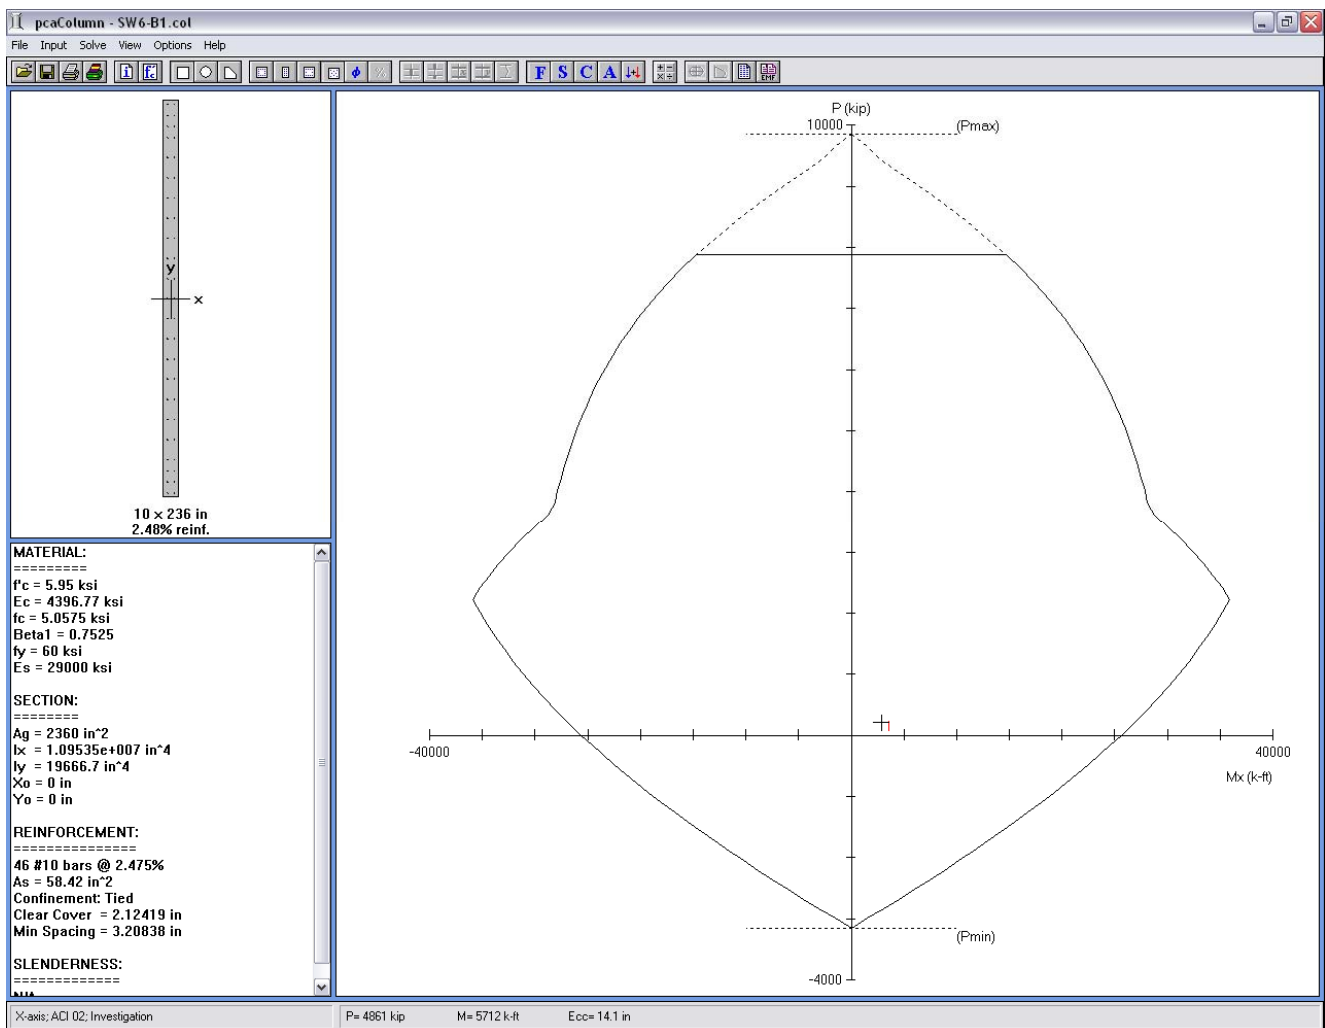 pcaColumn - SW6-B1.col
File Input Solve View Options Help
i fc φ % F S C A EMF
y
x
10 x 236 in
2.48% reinf.
MATERIAL:
=========
f'c = 5.95 ksi
Ec = 4396.77 ksi
fc = 5.0575 ksi
Beta1 = 0.7525
fy = 60 ksi
Es = 29000 ksi
SECTION:
========
Ag = 2360 in^2
Ix = 1.09535e+007 in^4
Iy = 19666.7 in^4
Xo = 0 in
Yo = 0 in
REINFORCEMENT:
===============
46 #10 bars @ 2.475%
As = 58.42 in^2
Confinement: Tied
Clear Cover = 2.12419 in
Min Spacing = 3.20838 in
SLENDERNESS:
=============
P (kip)
10000
(Pmax)
1
-40000
40000
Mx (k-ft)
(Pmin)
-4000
X-axis; ACI 02; Investigation
P= 4861 kip M= 5712 k-ft Ecc= 14.1 in